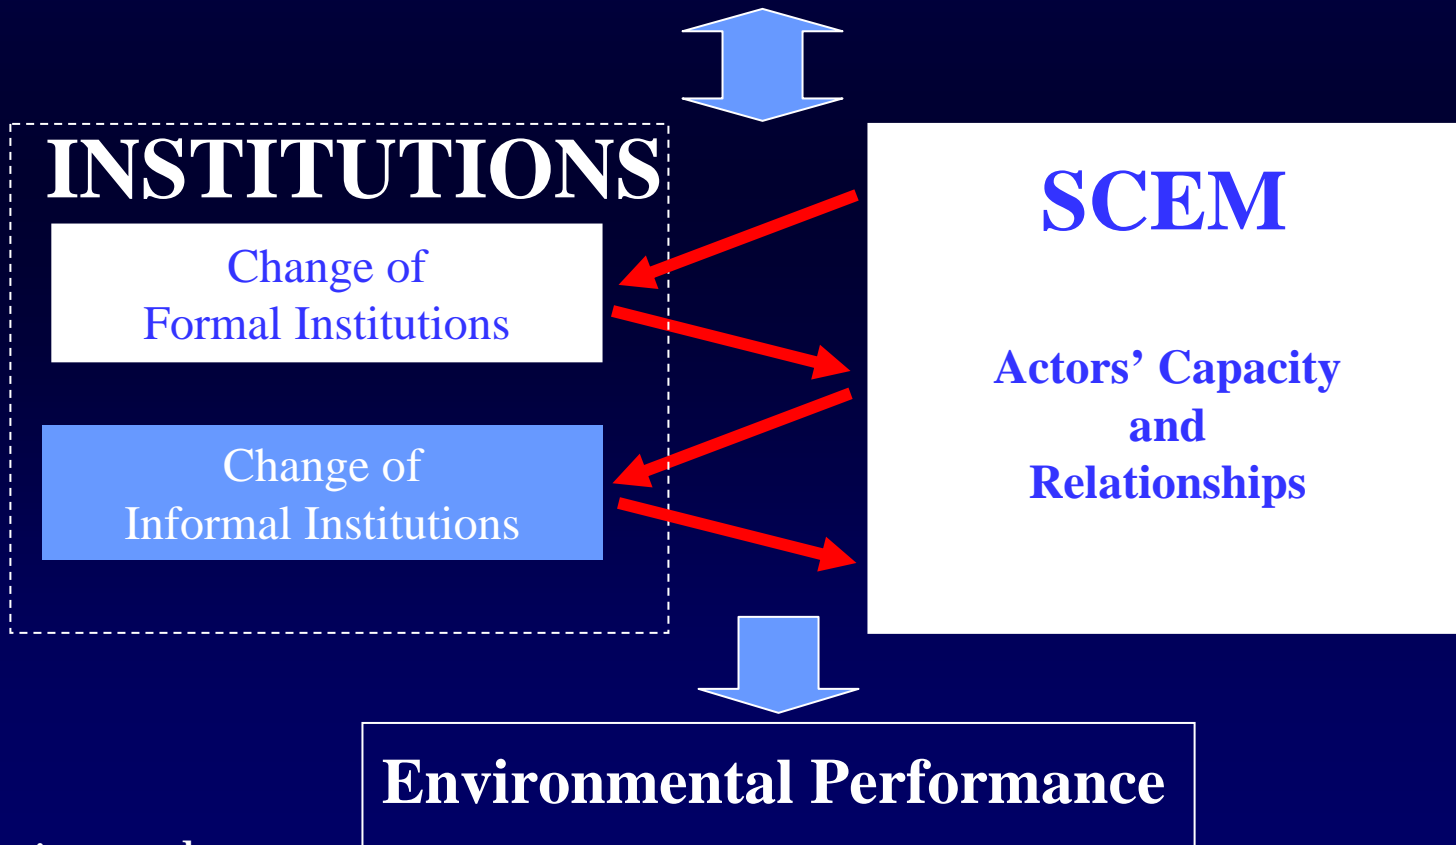 INSTITUTIONS
Change of
Formal Institutions
Change of
Informal Institutions
SCEM
Actors’ Capacity
and
Relationships
Environmental Performance